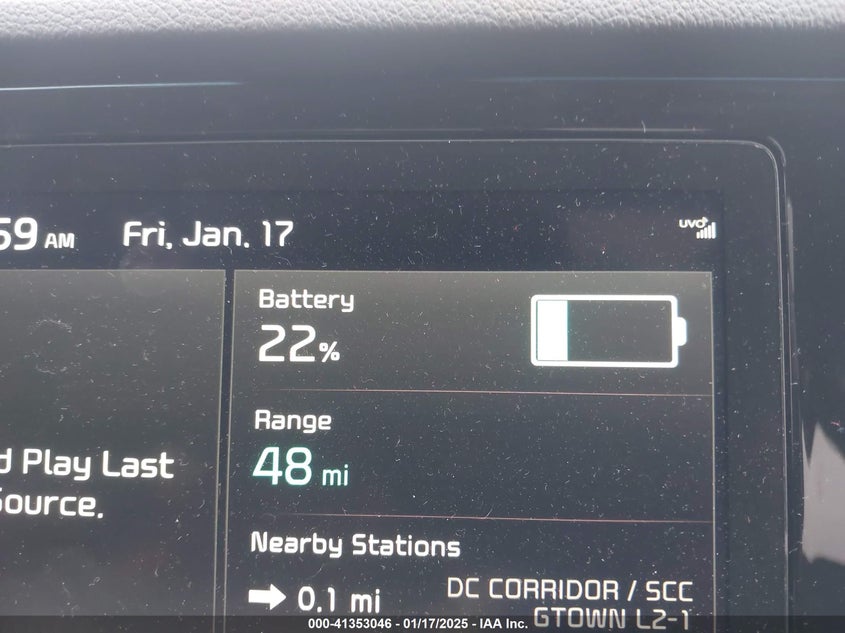 59 AM Fri, Jan. 17
UVO
Battery
22%
Range
48 mi
d Play Last
Source.
Nearby Stations
0.1 mi
DC CORRIDOR / SCC
GTOWN L2-1
000-41353046 - 01/17/2025 - IAA Inc.